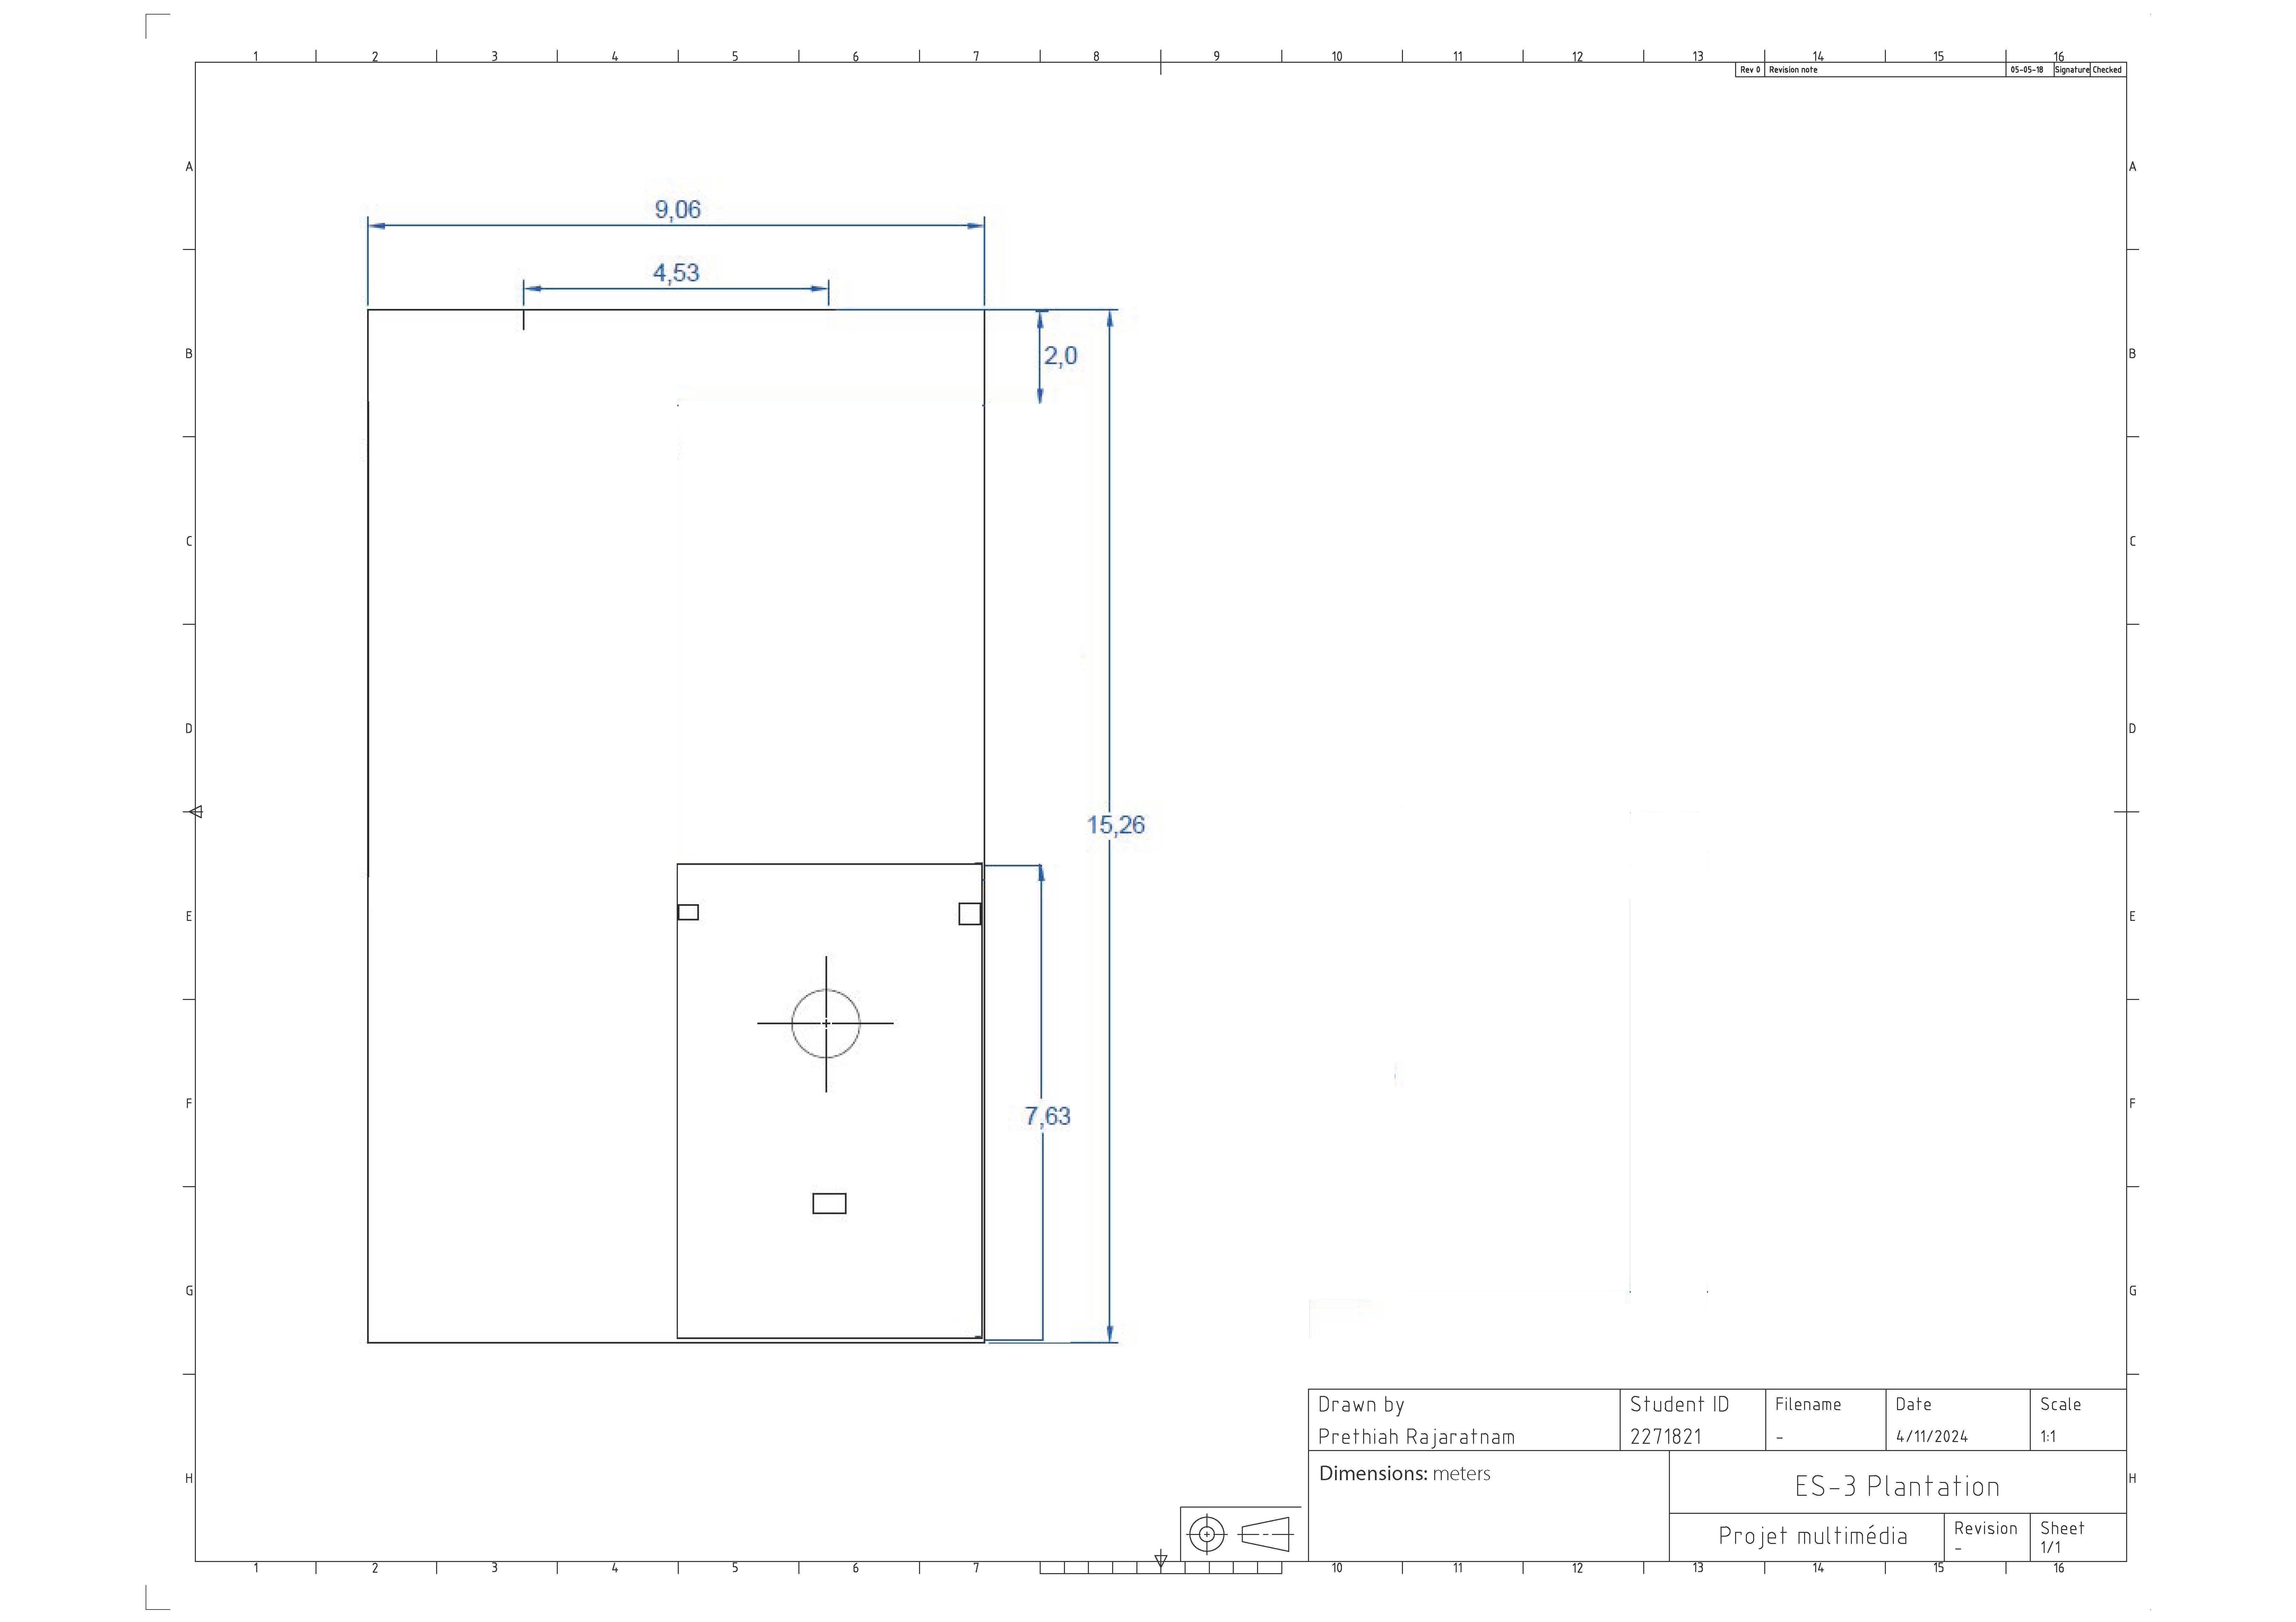 1 2 3 4 5 6 7 8 9 10 11 12 13 14 15 16
Rev 0 Revision note 05-05-18 Signature Checked
A A
9,06
4,53
B 2,0 B
C C
D D
15,26
E E
F F
7,63
G G
Drawn by Student ID Filename Date Scale
Prethiah Rajaratnam 2271821 - 4/11/2024 1:1
H Dimensions: meters ES-3 Plantation H
Projet multimédia Revision - Sheet 1/1
1 2 3 4 5 6 7 10 11 12 13 14 15 16